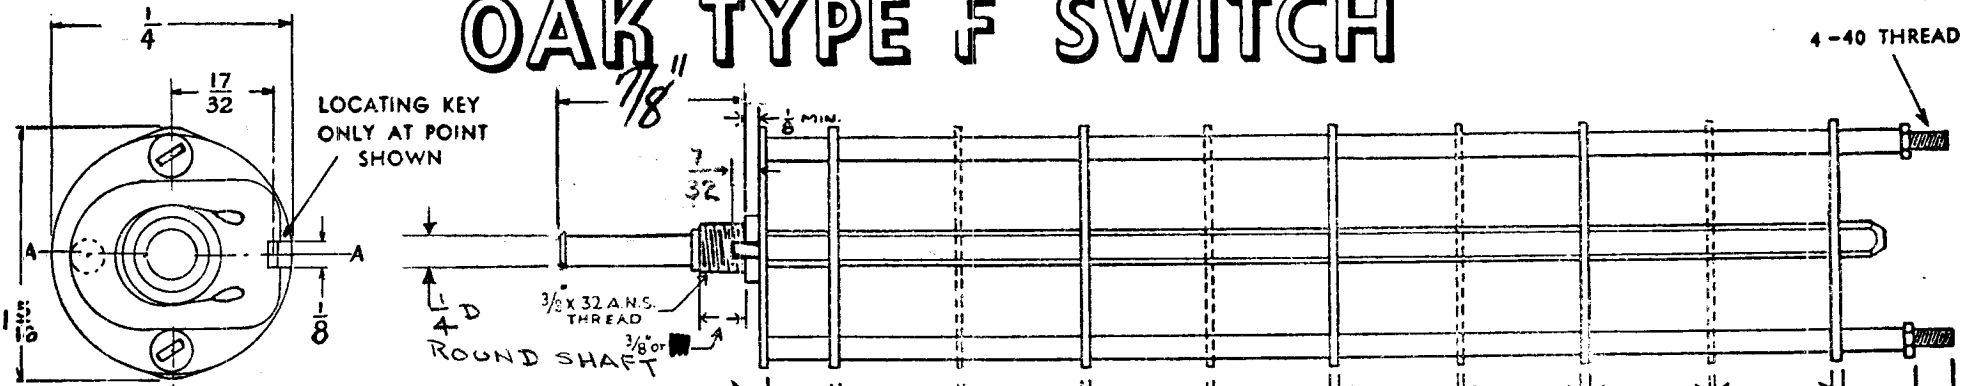 OAK TYPE F SWITCH
1
4
17
32
LOCATING KEY
ONLY AT POINT
SHOWN
A
A
1
8
7/8"
1/8 MIN.
7
32
4-40 THREAD
3/8" X 32 A.N.S.
THREAD
1/4 D
ROUND SHAFT
3/8" or